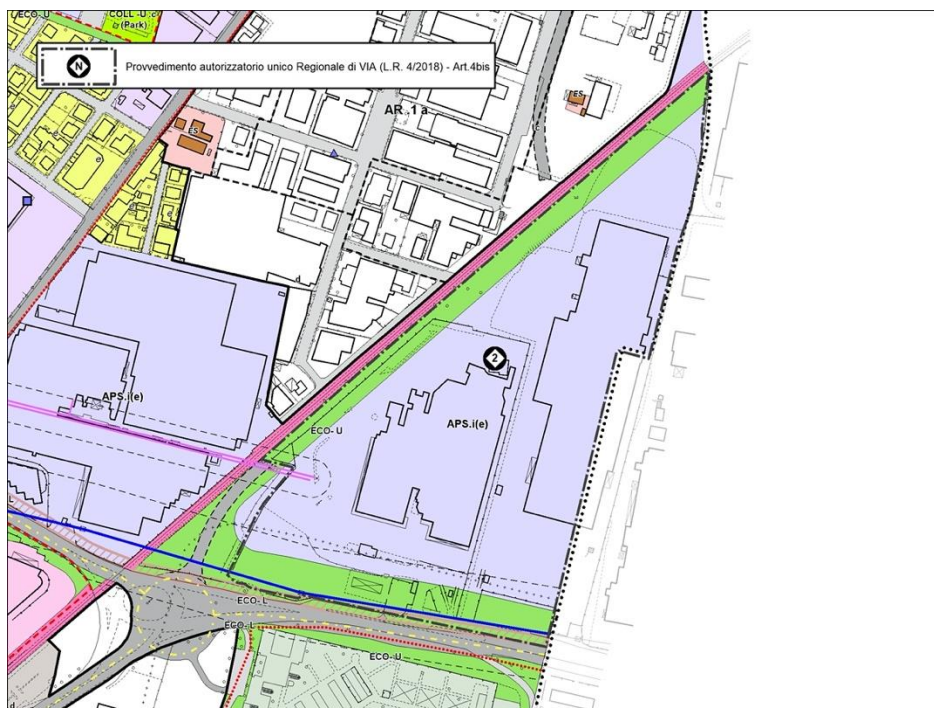 ECO-U
COLL-U c
(Park)
N
Provvedimento autorizzatorio unico Regionale di VIA (L.R. 4/2018) - Art.4bis
AR 1 a
ES
c
ES
e
d
2
APS.i(e)
APS.i(e)
ECO-U
ECO-L
ECO-L
ECO-U
d